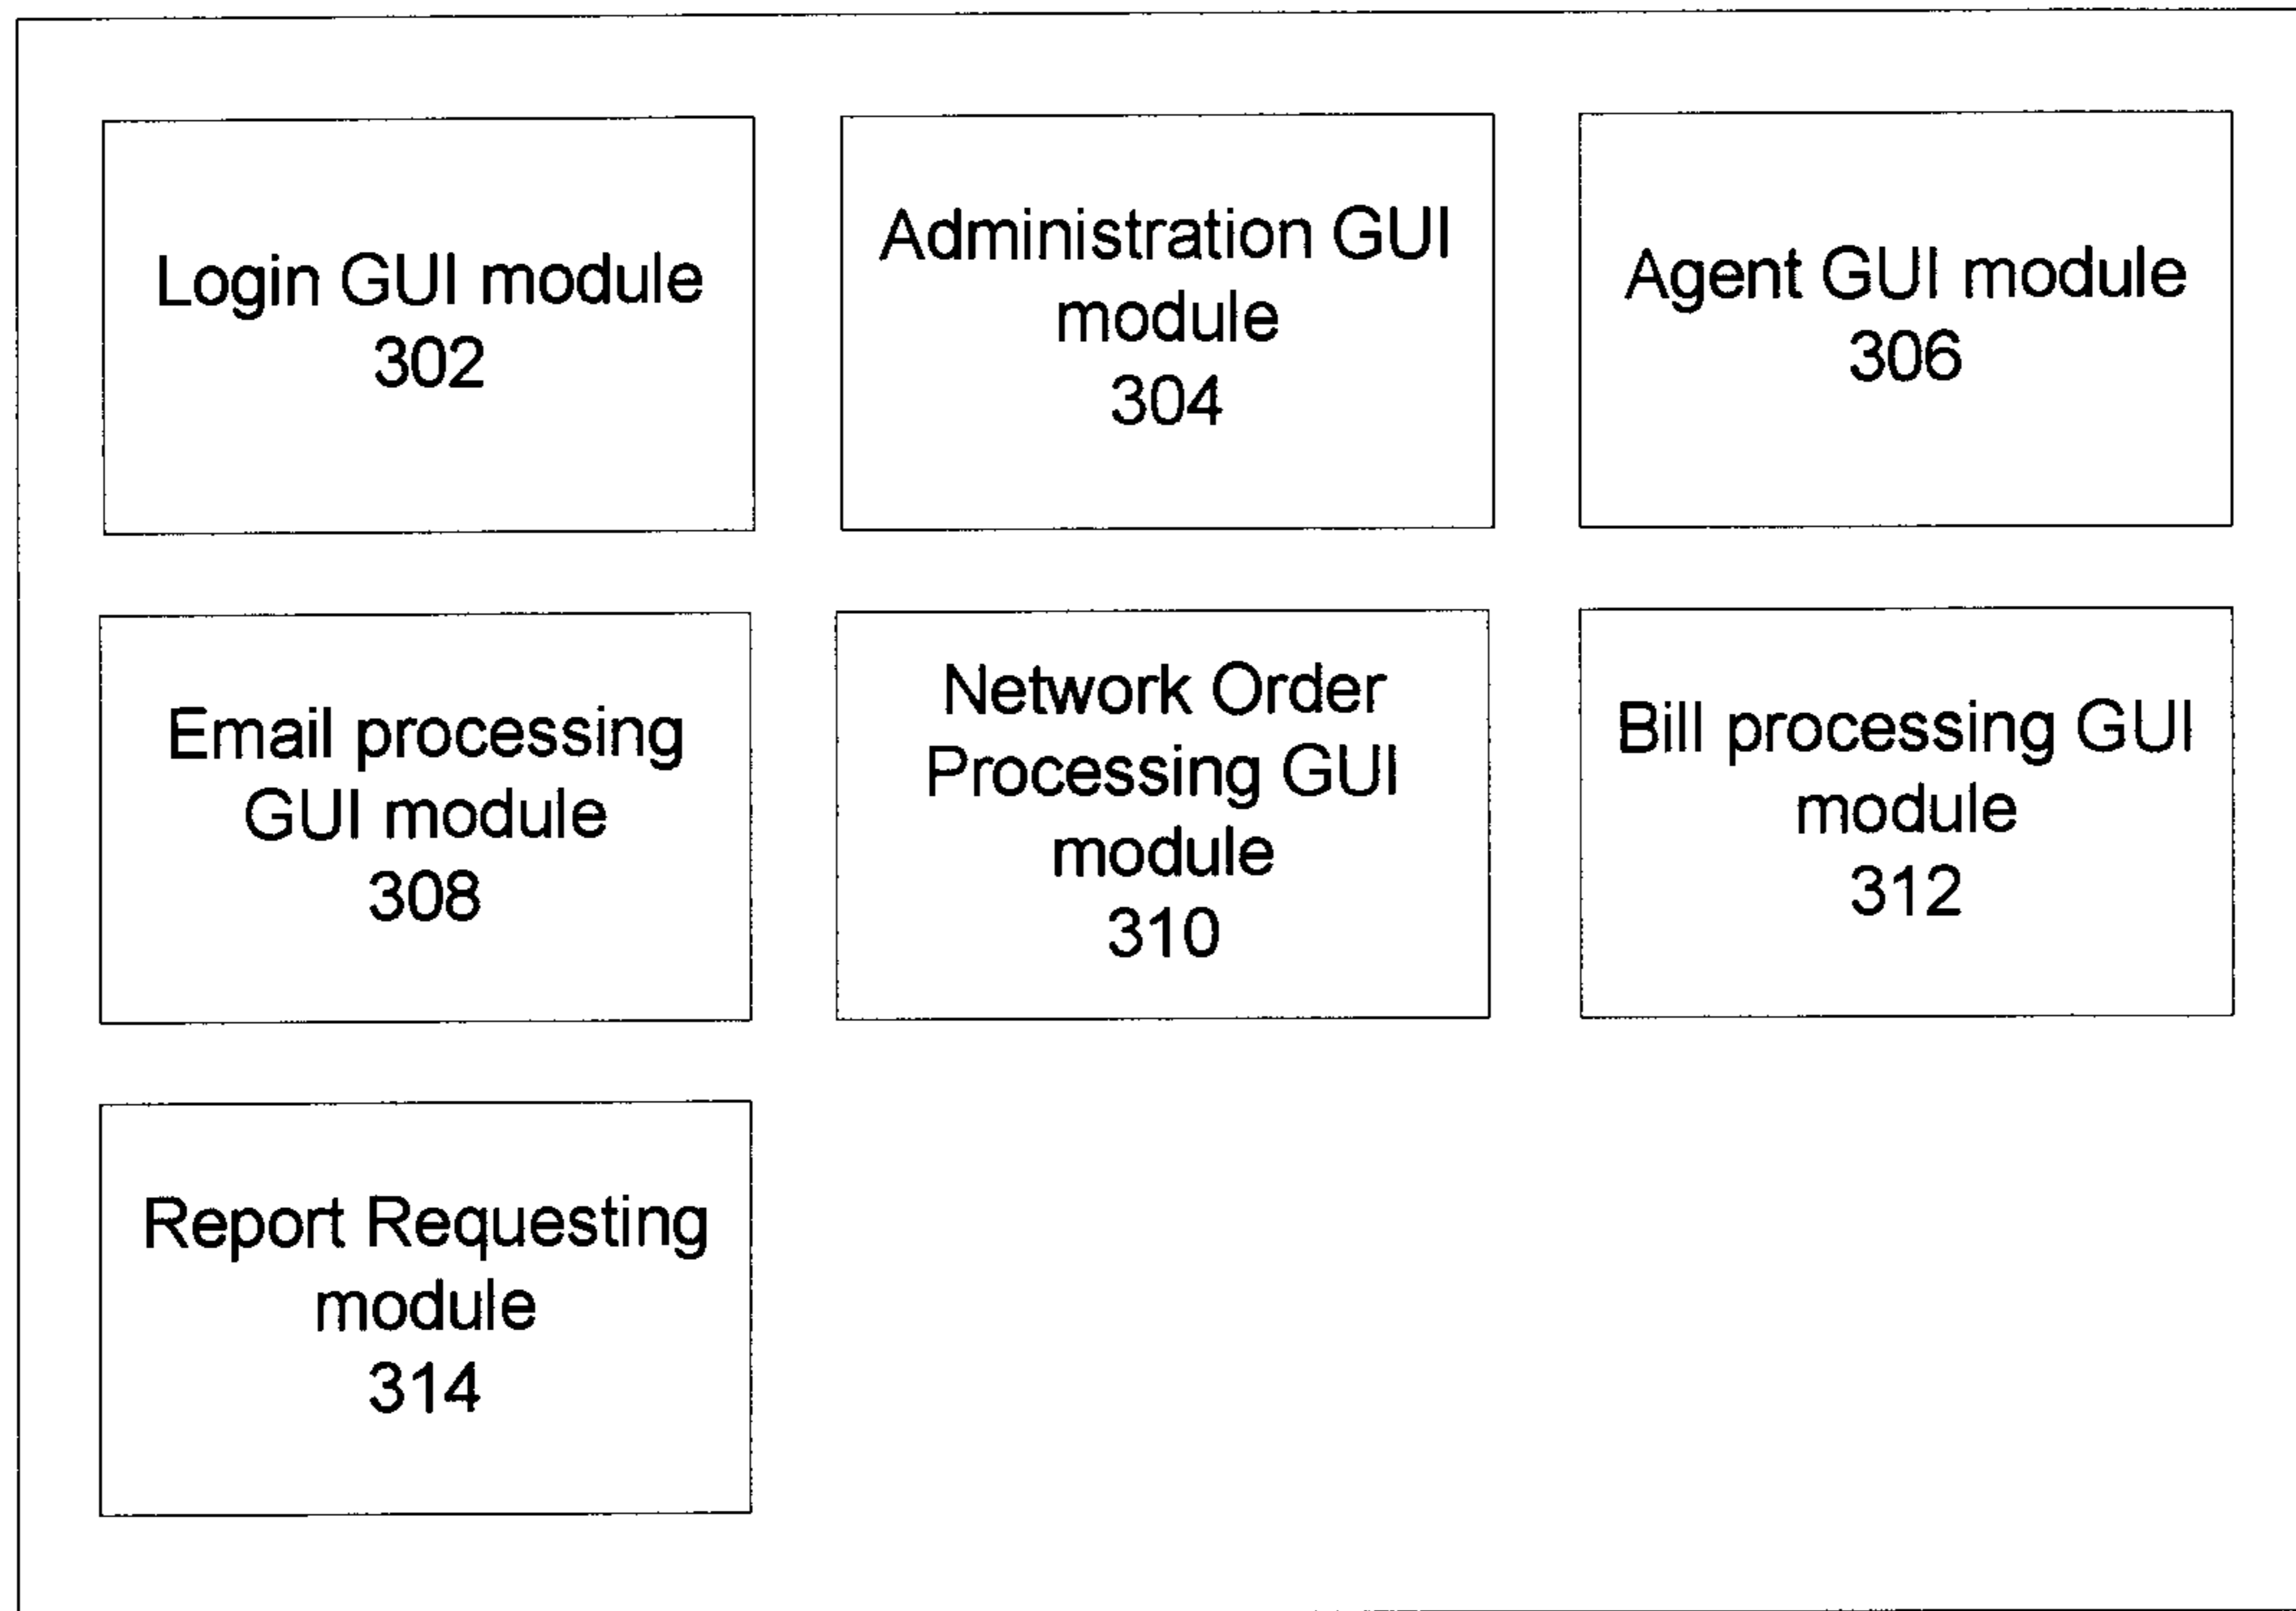 Login GUI module
302
Administration GUI
module
304
Agent GUI module
306
Email processing
GUI module
308
Network Order
Processing GUI
module
310
Bill processing GUI
module
312
Report Requesting
module
314